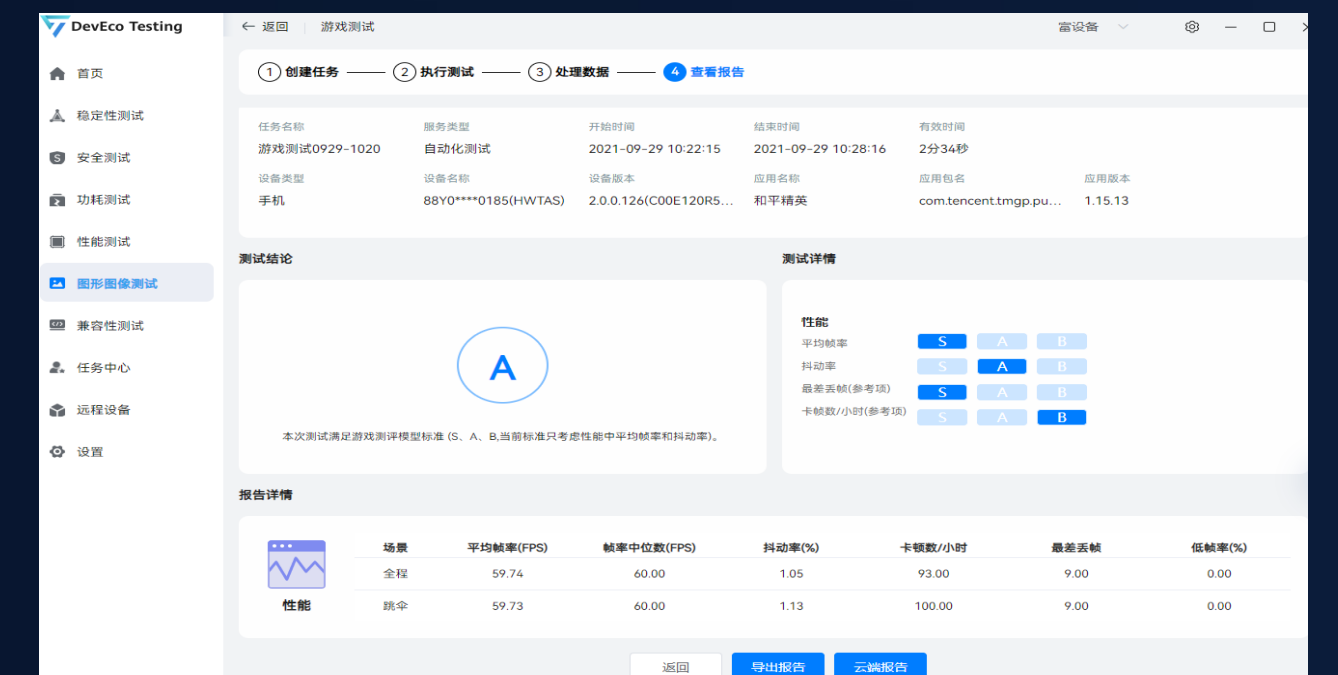 DevEco Testing
← 返回 游戏测试 富设备
首页
稳定性测试
安全测试
功耗测试
性能测试
图形图像测试
兼容性测试
任务中心
远程设备
设置
1 创建任务 2 执行测试 3 处理数据 4 查看报告
任务名称 服务类型 开始时间 结束时间 有效时间
游戏测试0929-1020 自动化测试 2021-09-29 10:22:15 2021-09-29 10:28:16 2分34秒
设备类型 设备名称 设备版本 应用名称 应用包名 应用版本
手机 88Y0****0185(HWTAS) 2.0.0.126(C00E120R5... 和平精英 com.tencent.tmgp.pu... 1.15.13
测试结论
A
本次测试满足游戏测评模型标准 (S、A、B,当前标准只考虑性能中平均帧率和抖动率)。
测试详情
性能
平均帧率 S A B
抖动率 S A B
最差丢帧(参考项) S A B
卡帧数/小时(参考项) S A B
报告详情
性能
场景 平均帧率(FPS) 帧率中位数(FPS) 抖动率(%) 卡顿数/小时 最差丢帧 低帧率(%)
全程 59.74 60.00 1.05 93.00 9.00 0.00
跳伞 59.73 60.00 1.13 100.00 9.00 0.00
返回 导出报告 云端报告